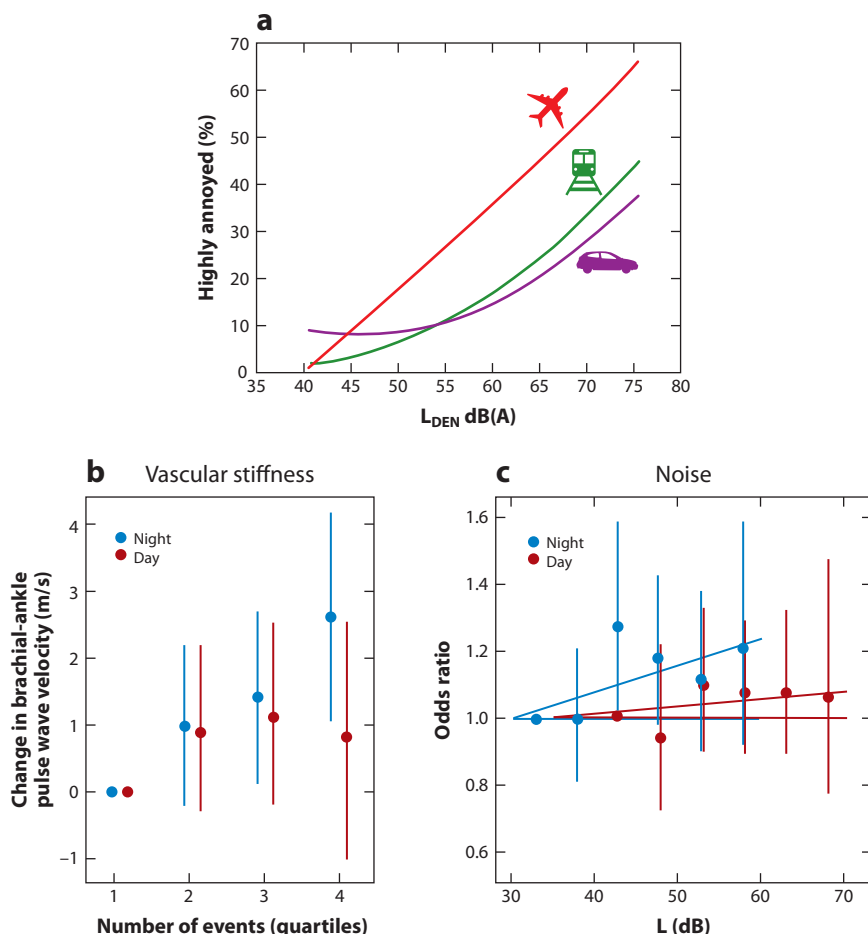 a
70
60
50
40
30
20
10
0
Highly annoyed (%)
35 40 45 50 55 60 65 70 75 80
L_DEN dB(A)
b Vascular stiffness
Night
Day
4
3
2
1
0
–1
Change in brachial-ankle
pulse wave velocity (m/s)
1 2 3 4
Number of events (quartiles)
c Noise
Night
Day
1.6
1.4
1.2
1.0
0.8
0.6
Odds ratio
30 40 50 60 70
L (dB)